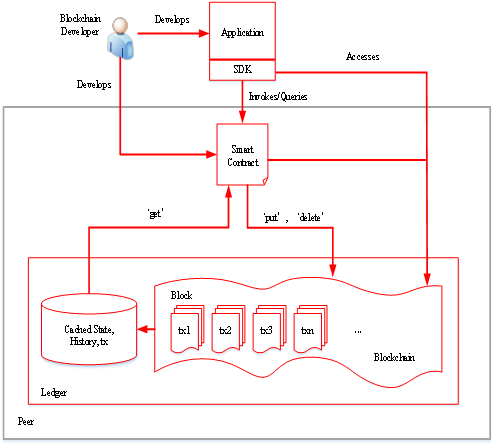 Blockchain
Developer
Develops
Application
SDK
Accesses
Develops
Invokes/Queries
Smart
Contract
'get'
'put' , 'delete'
Block
tx1
tx2
tx3
txn
...
Cached State,
History, tx
Blockchain
Ledger
Peer